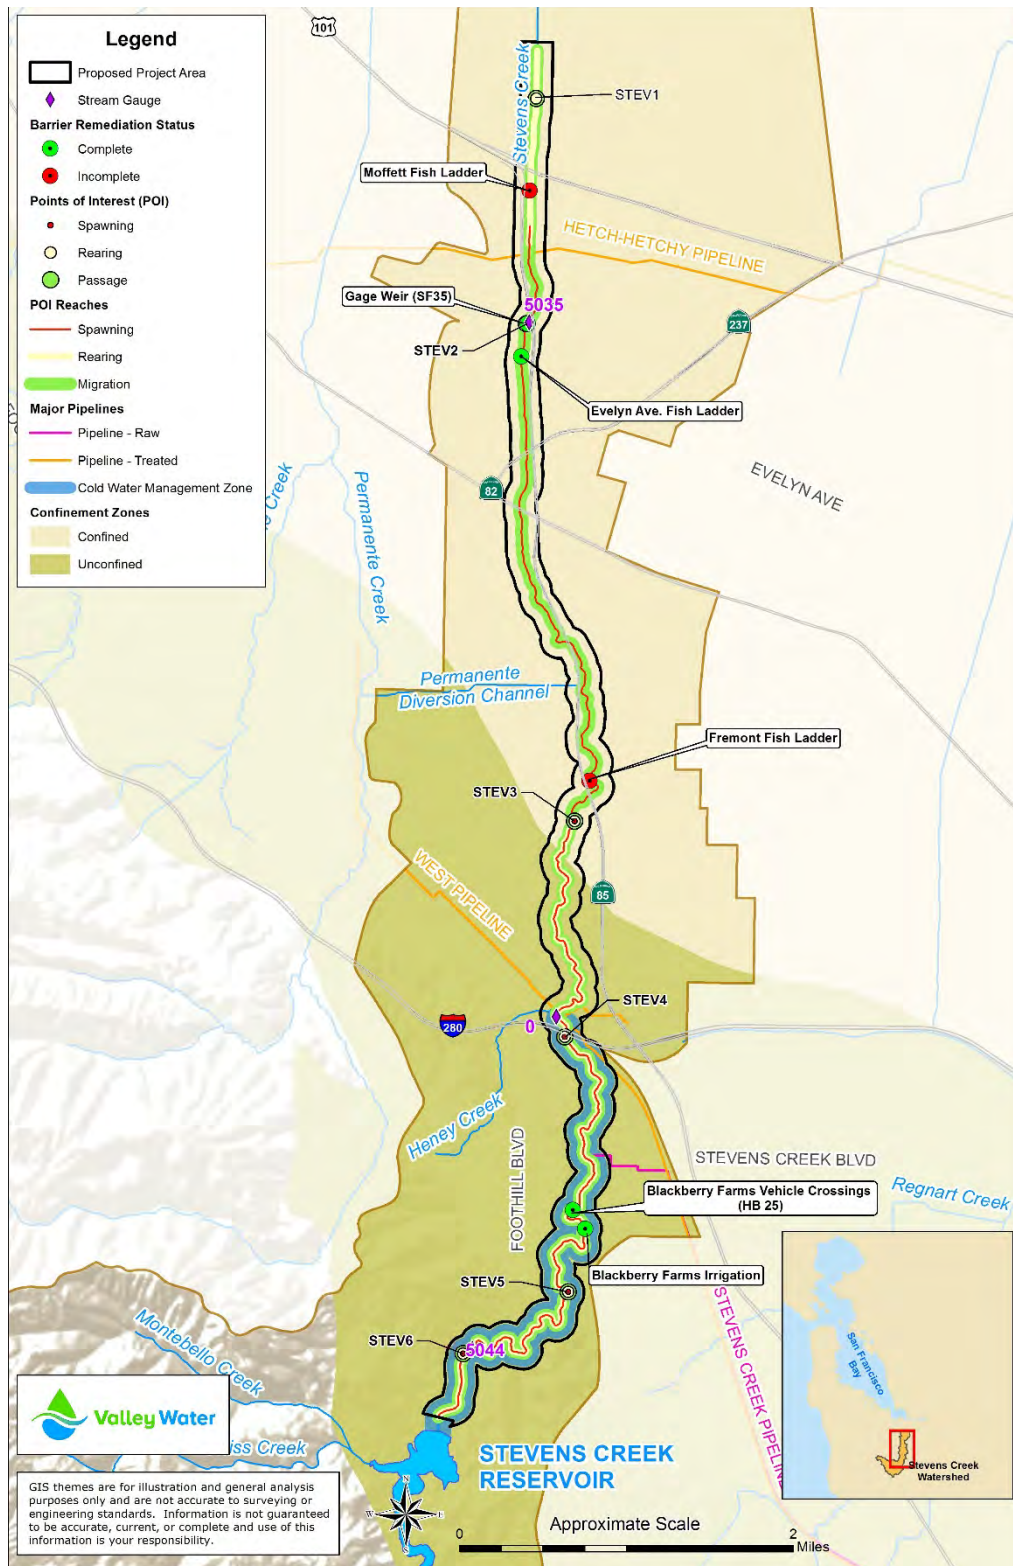 Legend
Proposed Project Area
Stream Gauge
Barrier Remediation Status
Complete
Incomplete
Points of Interest (POI)
Spawning
Rearing
Passage
POI Reaches
Spawning
Rearing
Migration
Major Pipelines
Pipeline - Raw
Pipeline - Treated
Cold Water Management Zone
Confinement Zones
Confined
Unconfined
101
Stevens Creek
STEV1
Moffett Fish Ladder
HETCH-HETCHY PIPELINE
Gage Weir (SF35)
5035
237
STEV2
Evelyn Ave. Fish Ladder
82
EVELYN AVE
Creek
Permanente Creek
Permanente
Diversion Channel
Fremont Fish Ladder
STEV3
WEST PIPELINE
85
STEV4
0
280
Heney Creek
FOOTHILL BLVD
STEVENS CREEK BLVD
Regnart Creek
Blackberry Farms Vehicle Crossings
(HB 25)
Blackberry Farms Irrigation
STEV5
STEV6
5044
STEVENS CREEK PIPELINE
Montebello Creek
Creek
STEVENS CREEK
RESERVOIR
San Francisco
Bay
Stevens Creek
Watershed
Valley Water
GIS themes are for illustration and general analysis
purposes only and are not accurate to surveying or
engineering standards. Information is not guaranteed
to be accurate, current, or complete and use of this
information is your responsibility.
N
W
E
S
Approximate Scale
0
2
Miles